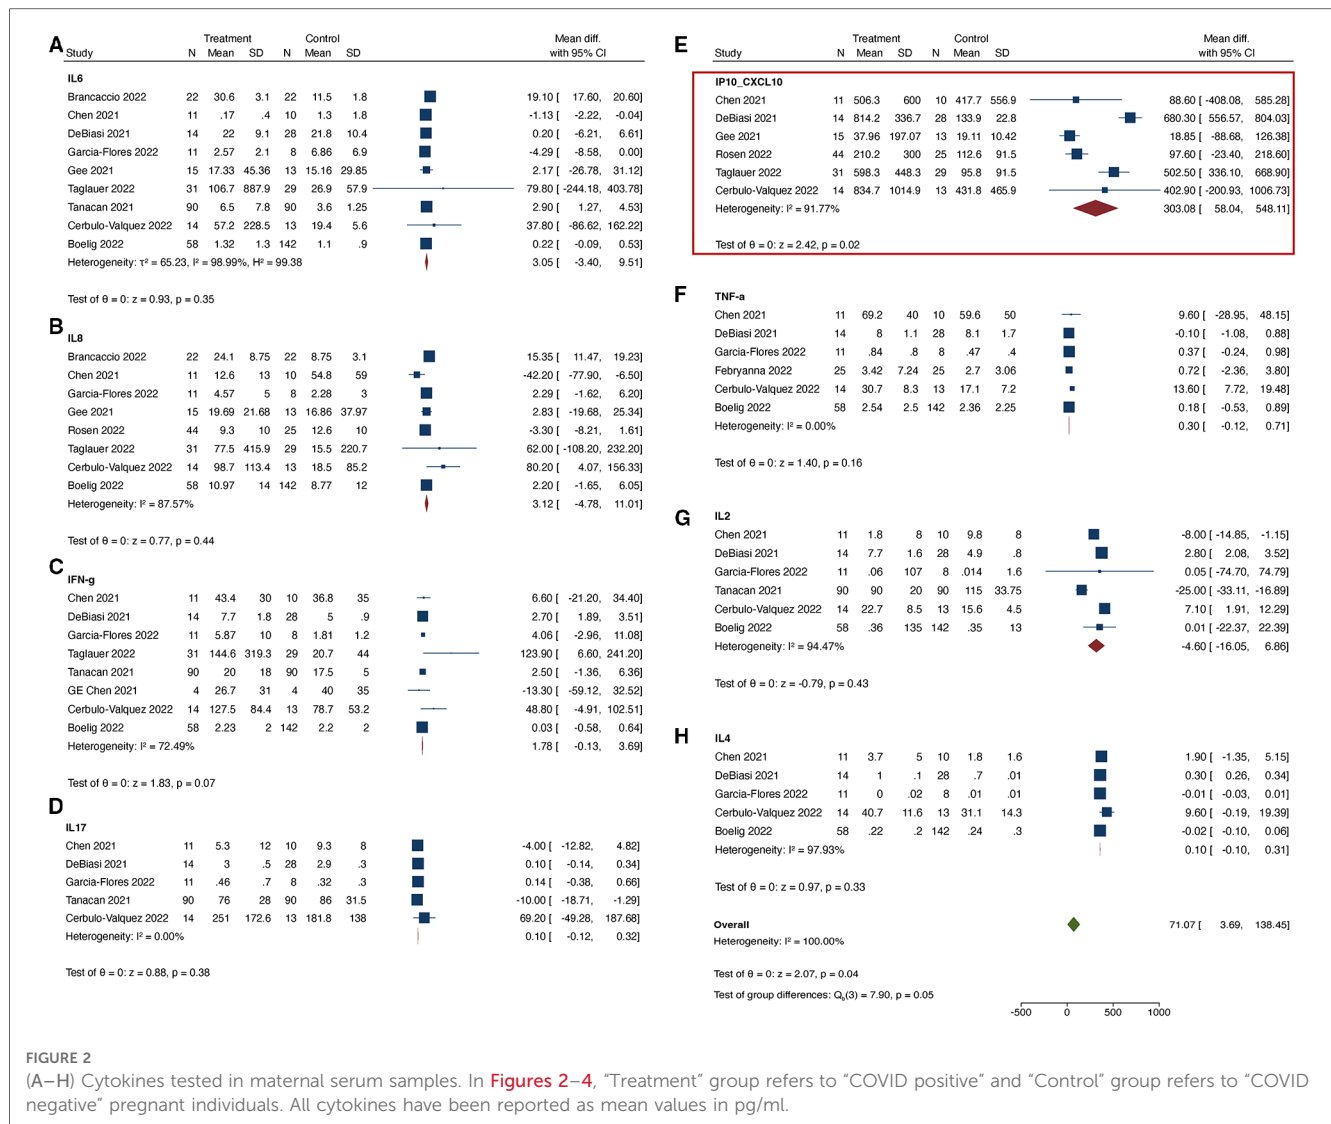 A
Treatment Control Mean diff.
Study N Mean SD N Mean SD with 95% CI
IL6
Brancaccio 2022 22 30.6 3.1 22 11.5 1.8 19.10 [ 17.60, 20.60]
Chen 2021 11 .17 .4 10 1.3 1.8 -1.13 [ -2.22, -0.04]
DeBiasi 2021 14 22 9.1 28 21.8 10.4 0.20 [ -6.21, 6.61]
Garcia-Flores 2022 11 2.57 2.1 8 6.86 6.9 -4.29 [ -8.58, 0.00]
Gee 2021 15 17.33 45.36 13 15.16 29.85 2.17 [ -26.78, 31.12]
Taglauer 2022 31 106.7 887.9 29 26.9 57.9 79.80 [ -244.18, 403.78]
Tanacan 2021 90 6.5 7.8 90 3.6 1.25 2.90 [ 1.27, 4.53]
Cerbulo-Valquez 2022 14 57.2 228.5 13 19.4 5.6 37.80 [ -86.62, 162.22]
Boelig 2022 58 1.32 1.3 142 1.1 .9 0.22 [ -0.09, 0.53]
Heterogeneity: τ² = 65.23, I² = 98.99%, H² = 99.38 3.05 [ -3.40, 9.51]
Test of θ = 0: z = 0.93, p = 0.35
B
IL8
Brancaccio 2022 22 24.1 8.75 22 8.75 3.1 15.35 [ 11.47, 19.23]
Chen 2021 11 12.6 13 10 54.8 59 -42.20 [ -77.90, -6.50]
Garcia-Flores 2022 11 4.57 5 8 2.28 3 2.29 [ -1.62, 6.20]
Gee 2021 15 19.69 21.68 13 16.86 37.97 2.83 [ -19.68, 25.34]
Rosen 2022 44 9.3 10 25 12.6 10 -3.30 [ -8.21, 1.61]
Taglauer 2022 31 77.5 415.9 29 15.5 220.7 62.00 [ -108.20, 232.20]
Cerbulo-Valquez 2022 14 98.7 113.4 13 18.5 85.2 80.20 [ 4.07, 156.33]
Boelig 2022 58 10.97 14 142 8.77 12 2.20 [ -1.65, 6.05]
Heterogeneity: I² = 87.57% 3.12 [ -4.78, 11.01]
Test of θ = 0: z = 0.77, p = 0.44
C
IFN-g
Chen 2021 11 43.4 30 10 36.8 35 6.60 [ -21.20, 34.40]
DeBiasi 2021 14 7.7 1.8 28 5 .9 2.70 [ 1.89, 3.51]
Garcia-Flores 2022 11 5.87 10 8 1.81 1.2 4.06 [ -2.96, 11.08]
Taglauer 2022 31 144.6 319.3 29 20.7 44 123.90 [ 6.60, 241.20]
Tanacan 2021 90 20 18 90 17.5 5 2.50 [ -1.36, 6.36]
GE Chen 2021 4 26.7 31 4 40 35 -13.30 [ -59.12, 32.52]
Cerbulo-Valquez 2022 14 127.5 84.4 13 78.7 53.2 48.80 [ -4.91, 102.51]
Boelig 2022 58 2.23 2 142 2.2 2 0.03 [ -0.58, 0.64]
Heterogeneity: I² = 72.49% 1.78 [ -0.13, 3.69]
Test of θ = 0: z = 1.83, p = 0.07
D
IL17
Chen 2021 11 5.3 12 10 9.3 8 -4.00 [ -12.82, 4.82]
DeBiasi 2021 14 3 .5 28 2.9 .3 0.10 [ -0.14, 0.34]
Garcia-Flores 2022 11 .46 .7 8 .32 .3 0.14 [ -0.38, 0.66]
Tanacan 2021 90 76 28 90 86 31.5 -10.00 [ -18.71, -1.29]
Cerbulo-Valquez 2022 14 251 172.6 13 181.8 138 69.20 [ -49.28, 187.68]
Heterogeneity: I² = 0.00% 0.10 [ -0.12, 0.32]
Test of θ = 0: z = 0.88, p = 0.38
E
Treatment Control Mean diff.
Study N Mean SD N Mean SD with 95% CI
IP10_CXCL10
Chen 2021 11 506.3 600 10 417.7 556.9 88.60 [ -408.08, 585.28]
DeBiasi 2021 14 814.2 336.7 28 133.9 22.8 680.30 [ 556.57, 804.03]
Gee 2021 15 37.96 197.07 13 19.11 10.42 18.85 [ -88.68, 126.38]
Rosen 2022 44 210.2 300 25 112.6 91.5 97.60 [ -23.40, 218.60]
Taglauer 2022 31 598.3 448.3 29 95.8 91.5 502.50 [ 336.10, 668.90]
Cerbulo-Valquez 2022 14 834.7 1014.9 13 431.8 465.9 402.90 [ -200.93, 1006.73]
Heterogeneity: I² = 91.77% 303.08 [ 58.04, 548.11]
Test of θ = 0: z = 2.42, p = 0.02
F
TNF-a
Chen 2021 11 69.2 40 10 59.6 50 9.60 [ -28.95, 48.15]
DeBiasi 2021 14 8 1.1 28 8.1 1.7 -0.10 [ -1.08, 0.88]
Garcia-Flores 2022 11 .84 .8 8 .47 .4 0.37 [ -0.24, 0.98]
Febryanna 2022 25 3.42 7.24 25 2.7 3.06 0.72 [ -2.36, 3.80]
Cerbulo-Valquez 2022 14 30.7 8.3 13 17.1 7.2 13.60 [ 7.72, 19.48]
Boelig 2022 58 2.54 2.5 142 2.36 2.25 0.18 [ -0.53, 0.89]
Heterogeneity: I² = 0.00% 0.30 [ -0.12, 0.71]
Test of θ = 0: z = 1.40, p = 0.16
G
IL2
Chen 2021 11 1.8 8 10 9.8 8 -8.00 [ -14.85, -1.15]
DeBiasi 2021 14 7.7 1.6 28 4.9 .8 2.80 [ 2.08, 3.52]
Garcia-Flores 2022 11 .06 107 8 .014 1.6 0.05 [ -74.70, 74.79]
Tanacan 2021 90 90 20 90 115 33.75 -25.00 [ -33.11, -16.89]
Cerbulo-Valquez 2022 14 22.7 8.5 13 15.6 4.5 7.10 [ 1.91, 12.29]
Boelig 2022 58 .36 135 142 .35 13 0.01 [ -22.37, 22.39]
Heterogeneity: I² = 94.47% -4.60 [ -16.05, 6.86]
Test of θ = 0: z = -0.79, p = 0.43
H
IL4
Chen 2021 11 3.7 5 10 1.8 1.6 1.90 [ -1.35, 5.15]
DeBiasi 2021 14 1 .1 28 .7 .01 0.30 [ 0.26, 0.34]
Garcia-Flores 2022 11 0 .02 8 .01 .01 -0.01 [ -0.03, 0.01]
Cerbulo-Valquez 2022 14 40.7 11.6 13 31.1 14.3 9.60 [ -0.19, 19.39]
Boelig 2022 58 .22 .2 142 .24 .3 -0.02 [ -0.10, 0.06]
Heterogeneity: I² = 97.93% 0.10 [ -0.10, 0.31]
Test of θ = 0: z = 0.97, p = 0.33
Overall 71.07 [ 3.69, 138.45]
Heterogeneity: I² = 100.00%
Test of θ = 0: z = 2.07, p = 0.04
Test of group differences: Qb(3) = 7.90, p = 0.05
-500 0 500 1000
FIGURE 2
(A–H) Cytokines tested in maternal serum samples. In Figures 2–4, “Treatment” group refers to “COVID positive” and “Control” group refers to “COVID
negative” pregnant individuals. All cytokines have been reported as mean values in pg/ml.